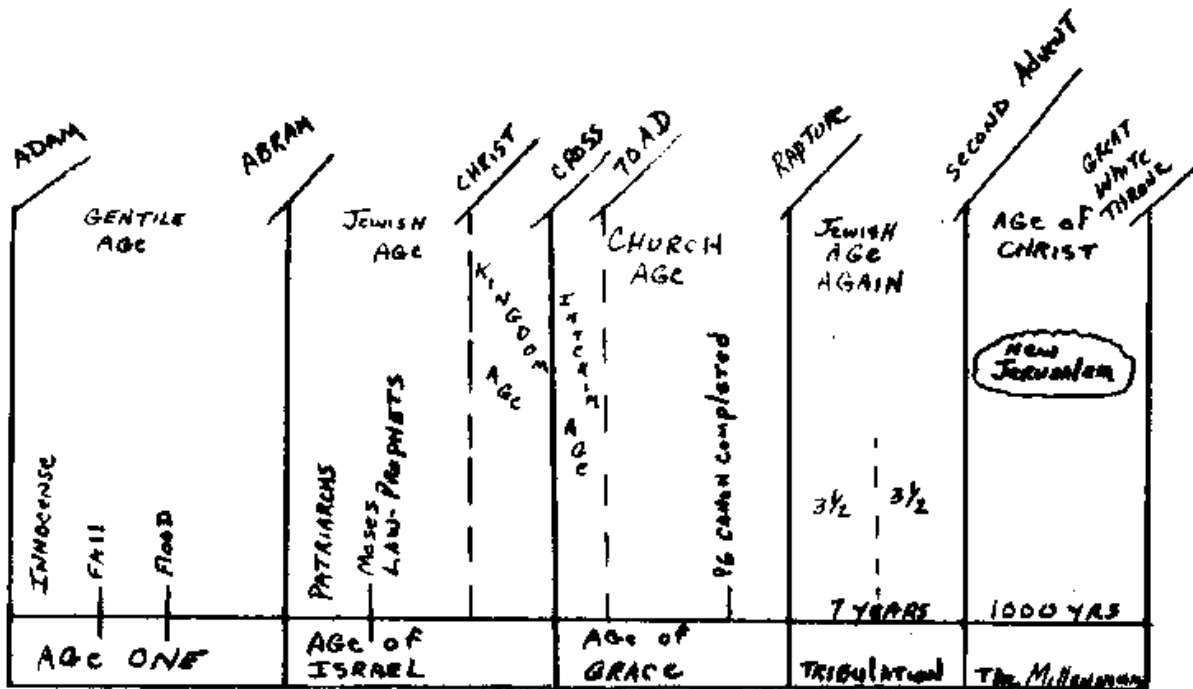 ADAM
ABRAM
CHRIST
CROSS
70 AD
RAPTURE
SECOND ADVENT
GREAT
WHITE
THRONE
GENTILE
AGE
JEWISH
AGE
KINGDOM
AGE
INTERIM
AGE
CHURCH
AGE
JEWISH
AGE
AGAIN
AGE of
CHRIST
NEW
JERUSALEM
INNOCENSE
FALL
FLOOD
PATRIARCHS
MOSES
LAW-PROPHETS
96 CANON COMPLETED
3½
3½
7 YEARS
1000 YRS
AGE ONE
AGE of
ISRAEL
AGE of
GRACE
TRIBULATION
The Millennium